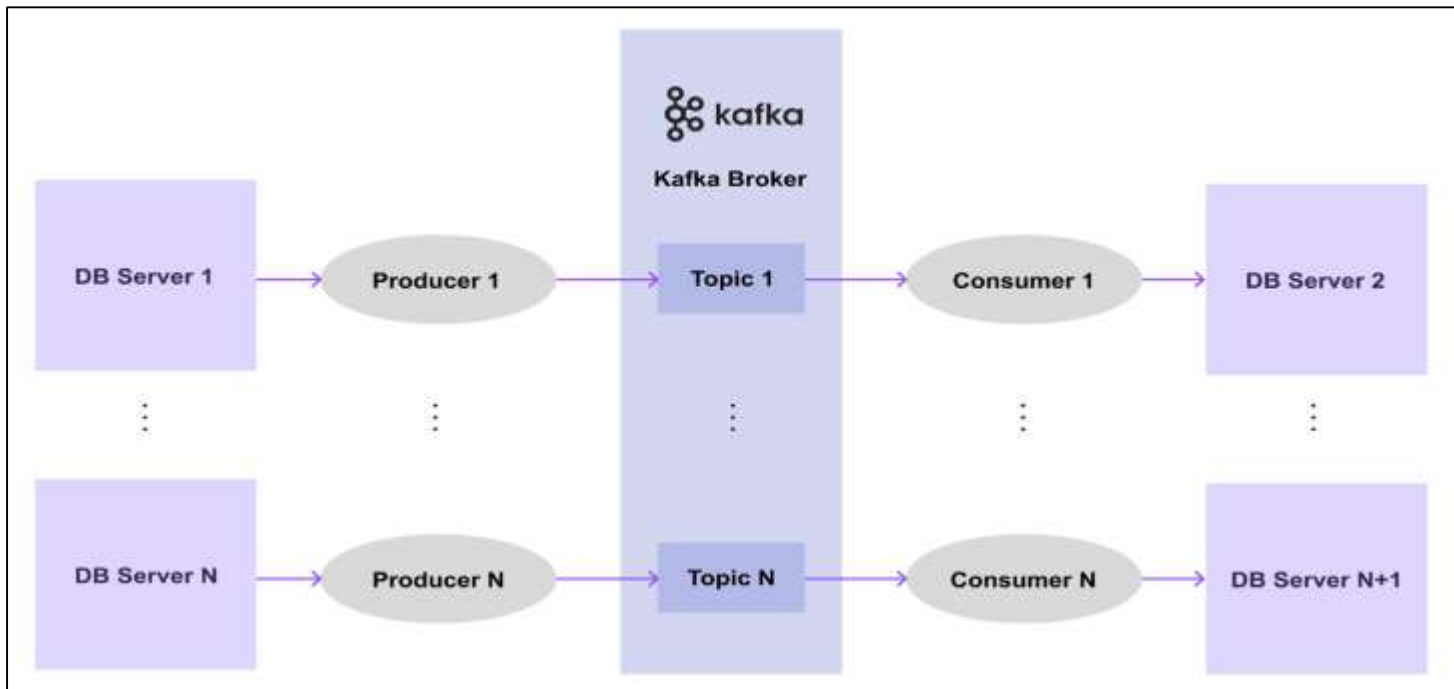 kafka
Kafka Broker
DB Server 1
Producer 1
Topic 1
Consumer 1
DB Server 2
DB Server N
Producer N
Topic N
Consumer N
DB Server N+1